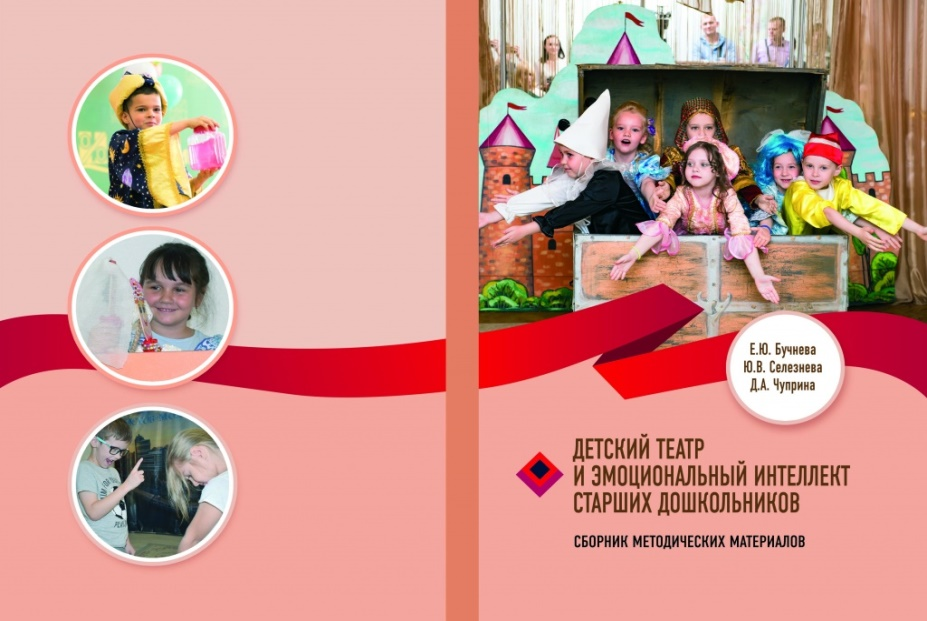 Е.Ю. Бучнева
Ю.В. Селезнева
Д.А. Чуприна
ДЕТСКИЙ ТЕАТР
И ЭМОЦИОНАЛЬНЫЙ ИНТЕЛЛЕКТ
СТАРШИХ ДОШКОЛЬНИКОВ
СБОРНИК МЕТОДИЧЕСКИХ МАТЕРИАЛОВ